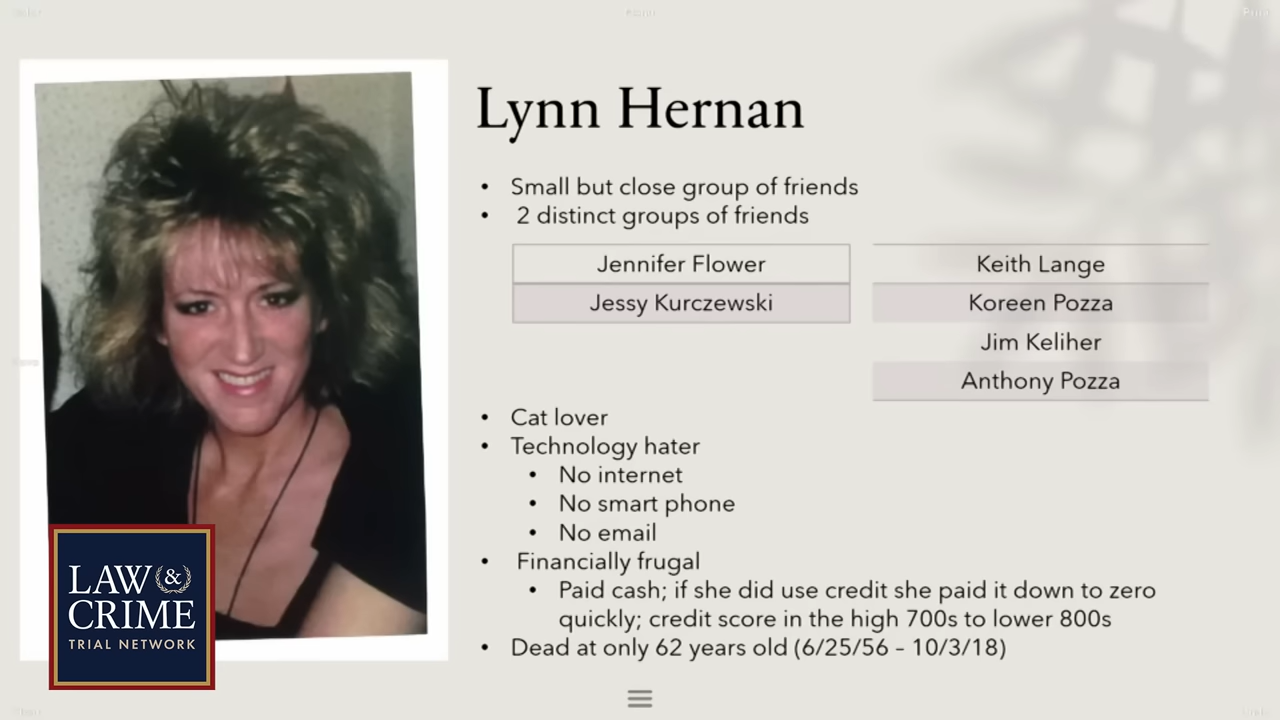 Lynn Hernan
• Small but close group of friends
• 2 distinct groups of friends
Jennifer Flower
Jessy Kurczewski
Keith Lange
Koreen Pozza
Jim Keliher
Anthony Pozza
• Cat lover
• Technology hater
• No internet
• No smart phone
• No email
• Financially frugal
• Paid cash; if she did use credit she paid it down to zero
quickly; credit score in the high 700s to lower 800s
• Dead at only 62 years old (6/25/56 – 10/3/18)
LAW &
CRIME
TRIAL NETWORK